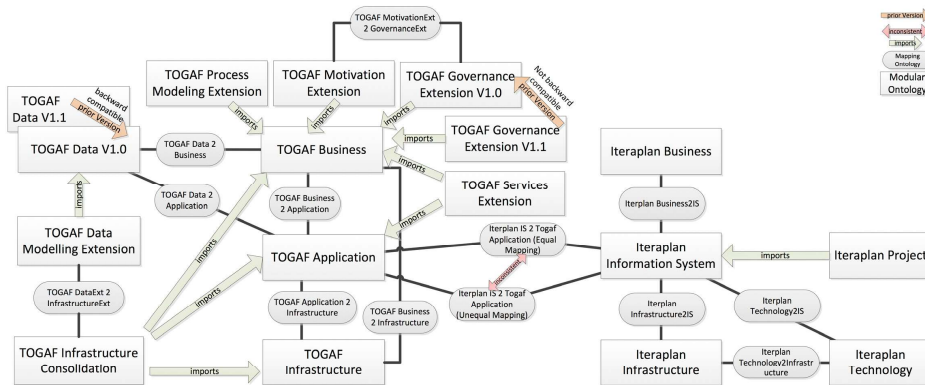 TOGAF MotivationExt
2 GovernanceExt
prior Version
inconsistent
imports
Mapping
Ontology
Modular
Ontology
TOGAF Process
Modeling Extension
TOGAF Motivation
Extension
TOGAF Governance
Extension V1.0
Not backward
compatible
prior Version
TOGAF
Data V1.1
backward
compatible
prior Version
imports
imports
imports
imports
TOGAF Governance
Extension V1.1
TOGAF Data V1.0
TOGAF Data 2
Business
TOGAF Business
Iteraplan Business
imports
imports
TOGAF Data 2
Application
TOGAF Business
2 Application
TOGAF Services
Extension
Iterplan Business2IS
imports
TOGAF Data
Modelling Extension
imports
TOGAF Application
Iterplan IS 2 Togaf
Application (Equal
Mapping)
Iteraplan
Information System
imports
Iteraplan Project
inconsistent
TOGAF DataExt 2
InfrastructureExt
imports
TOGAF Application 2
Infrastructure
TOGAF Business
2 Infrastructure
Iterplan IS 2 Togaf
Application
(Unequal Mapping)
Iterplan
Infrastructure2IS
Iterplan
Technology2IS
TOGAF Infrastructure
Consolidation
imports
TOGAF
Infrastructure
Iteraplan
Infrastructure
Iterplan
Technology2Infrastr
ucture
Iteraplan
Technology